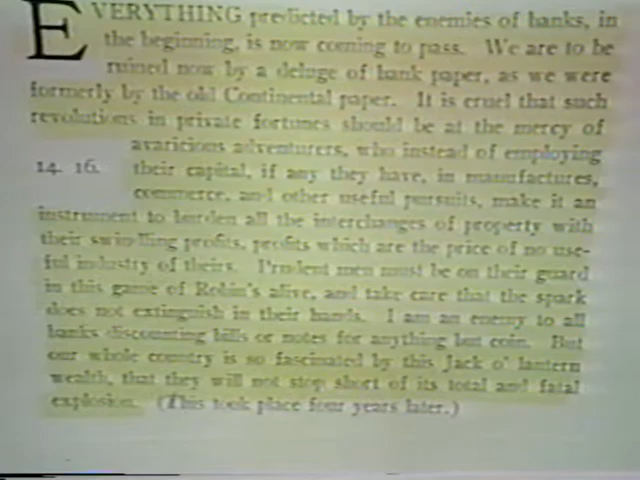 EVERYTHING predicted by the enemies of banks, in
the beginning, is now coming to pass. We are to be
ruined now by a deluge of bank paper, as we were
formerly by the old Continental paper. It is cruel that such
revolutions in private fortunes should be at the mercy of
avaricious adventurers, who instead of employing
14. 16. their capital, if any they have, in manufactures,
commerce, and other useful pursuits, make it an
instrument to burden all the interchanges of property with
their swindling profits, profits which are the price of no use-
ful industry of theirs. Prudent men must be on their guard
in this game of Robin's alive, and take care that the spark
does not extinguish in their hands. I am an enemy to all
banks discounting bills or notes for anything but coin. But
our whole country is so fascinated by this Jack o' lantern
wealth, that they will not stop short of its total and fatal
explosion. (This took place four years later.)